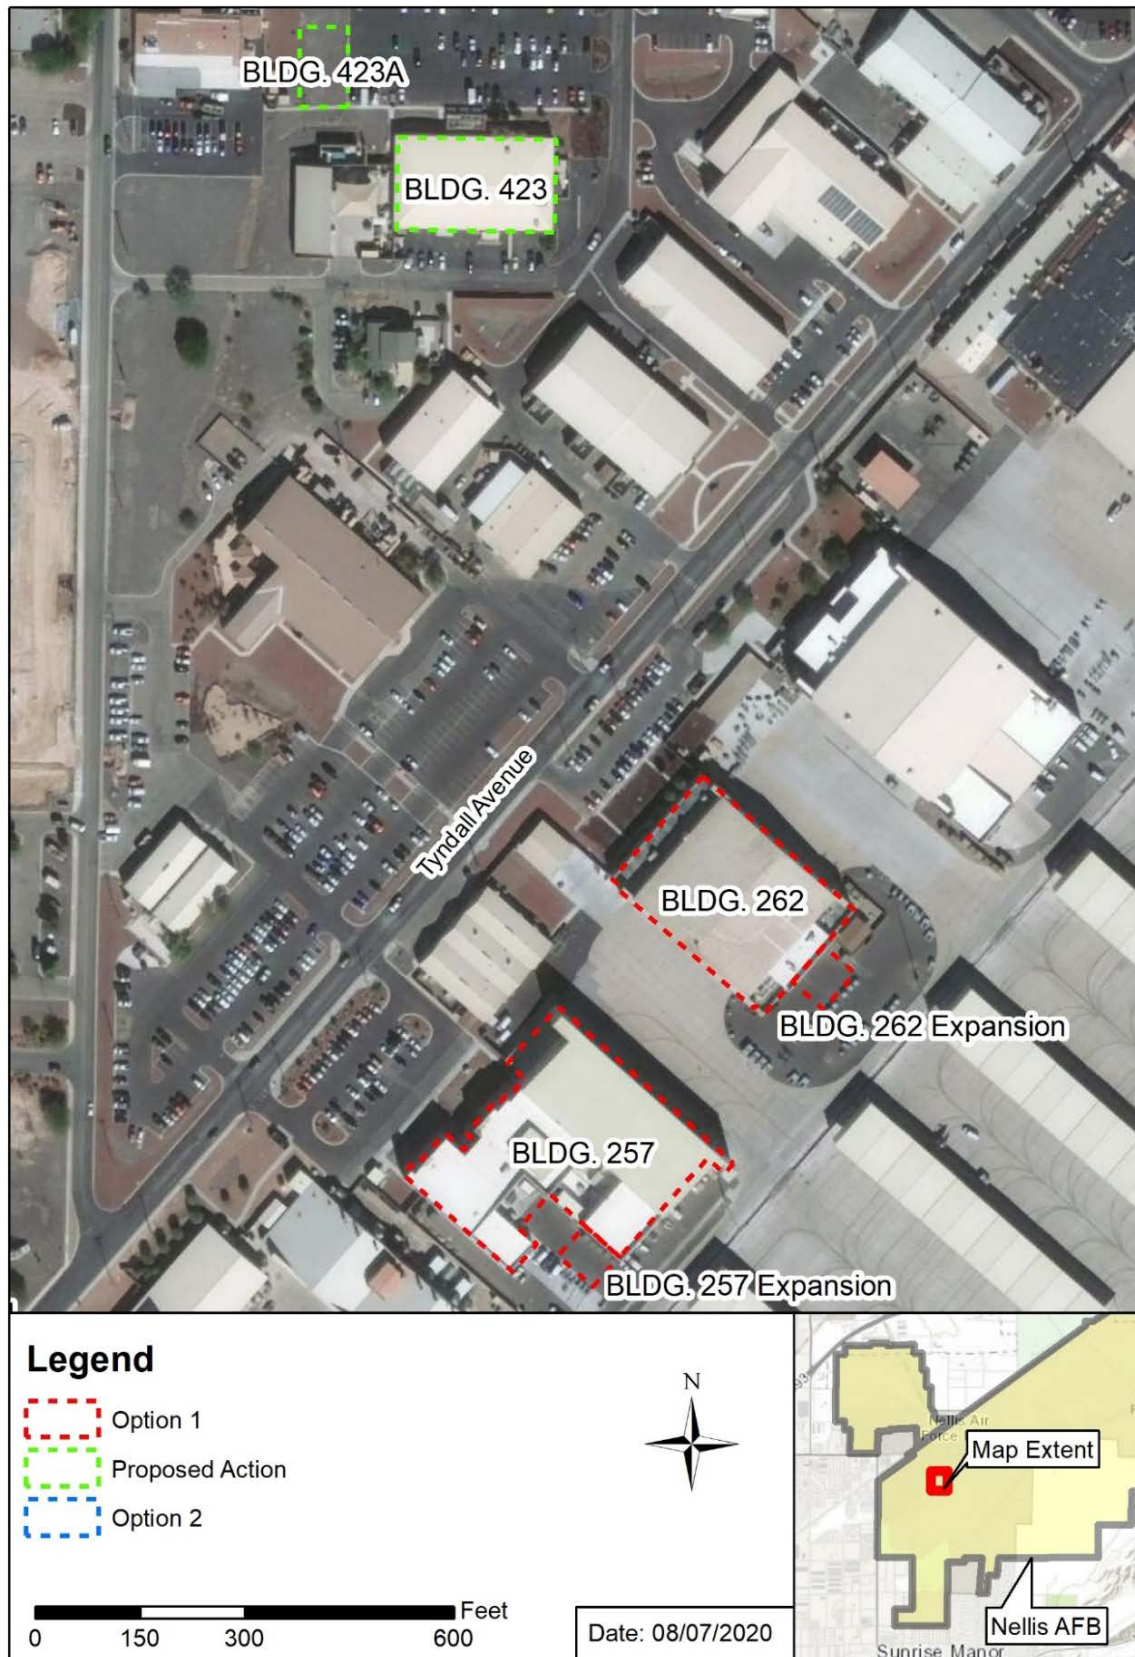 BLDG. 423A
BLDG. 423
Tyndall Avenue
BLDG. 262
BLDG. 262 Expansion
BLDG. 257
BLDG. 257 Expansion
Legend
Option 1
Proposed Action
Option 2
N
Feet
0 150 300 600
Date: 08/07/2020
93
Nellis Air
Force
Map Extent
Nellis AFB
Sunrise Manor